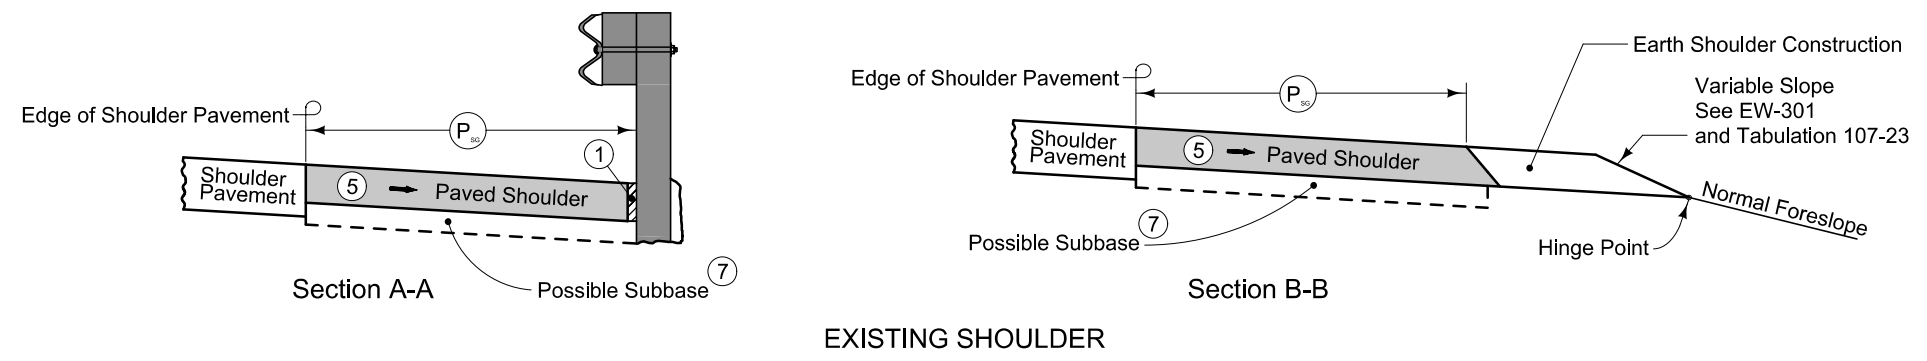 Edge of Shoulder Pavement
P SG
1
Shoulder
Pavement
5
Paved Shoulder
7
Possible Subbase
Section A-A
Edge of Shoulder Pavement
P SG
Earth Shoulder Construction
Variable Slope
See EW-301
and Tabulation 107-23
Shoulder
Pavement
5
Paved Shoulder
Normal Foreslope
7
Possible Subbase
Hinge Point
Section B-B
EXISTING SHOULDER